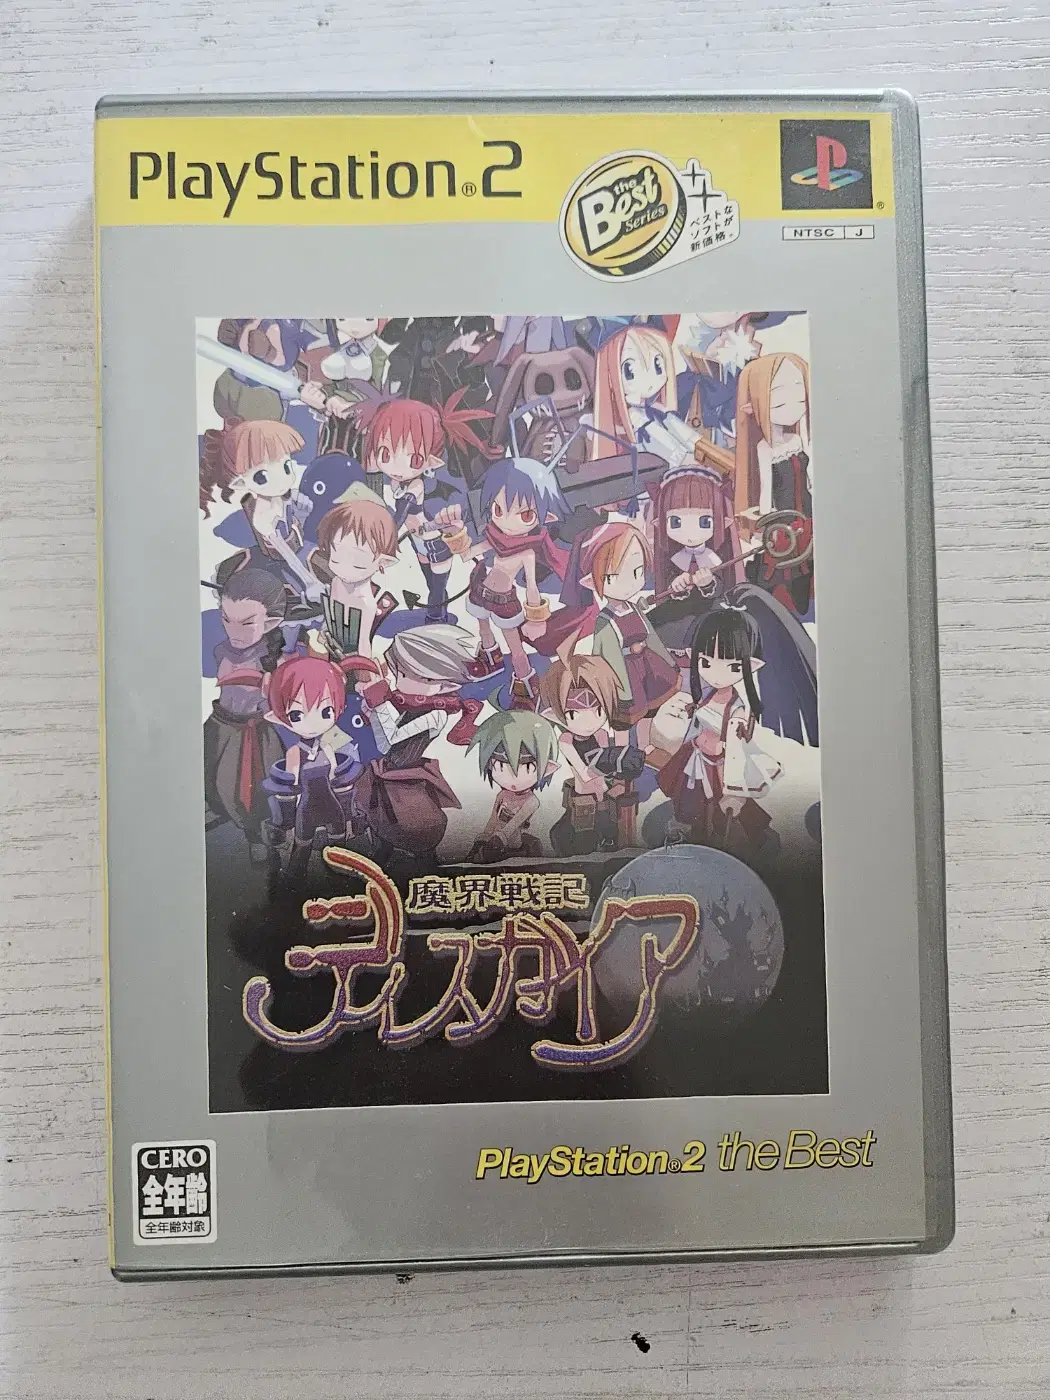 PlayStation®2
the Best Series
ベストな
ソフトが
新価格。
®
NTSC J
魔界戦記
ディスガイア
PlayStation®2 the Best
CERO
全年齢
全年齢対象